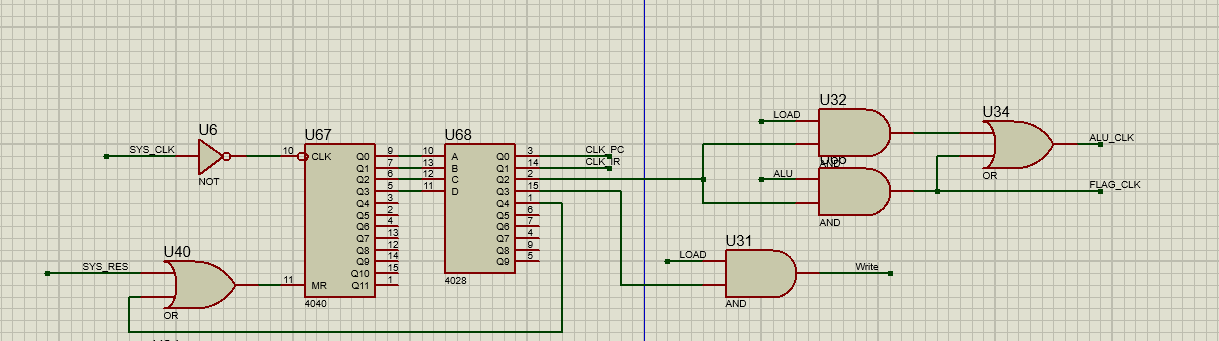 U32
U34
LOAD
U6
U67
U68
ALU_CLK
SYS_CLK
10
CLK
Q0
9
10
A
Q0
3
CLK_PC
Q1
7
13
B
Q1
14
CLK_IR
AND
NOT
Q2
6
12
C
Q2
2
ALU
OR
Q3
5
11
D
Q3
15
FLAG_CLK
Q4
3
Q4
1
Q5
2
Q5
6
Q6
4
Q6
7
AND
Q7
13
Q7
4
Q8
12
Q8
9
U31
U40
Q9
14
Q9
5
LOAD
SYS_RES
Q10
15
Write
11
MR
Q11
1
4028
OR
4040
AND